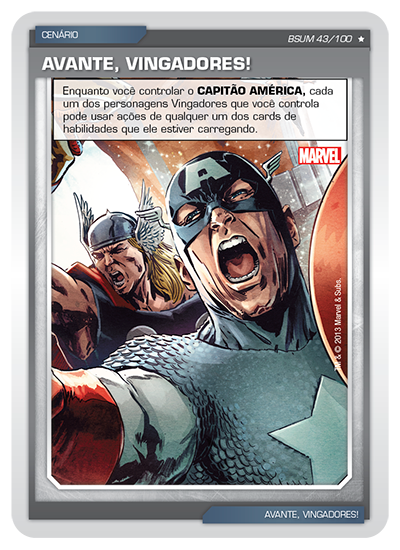 CENÁRIO
BSUM 43/100 ★
AVANTE, VINGADORES!
Enquanto você controlar o CAPITÃO AMÉRICA, cada
um dos personagens Vingadores que você controla
pode usar ações de qualquer um dos cards de
habilidades que ele estiver carregando.
MARVEL
A
& © 2013 Marvel & Subs.
AVANTE, VINGADORES!